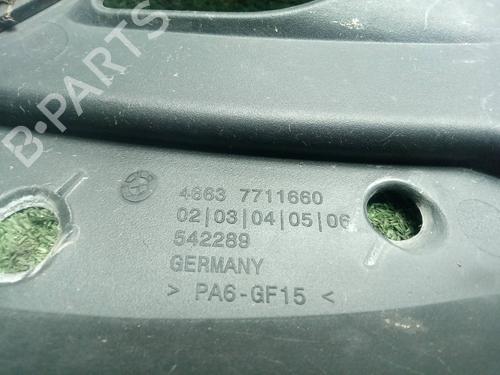 B-PARTS
4663 7711660
02|03|04|05|06
542289
GERMANY
> PA6-GF15 <